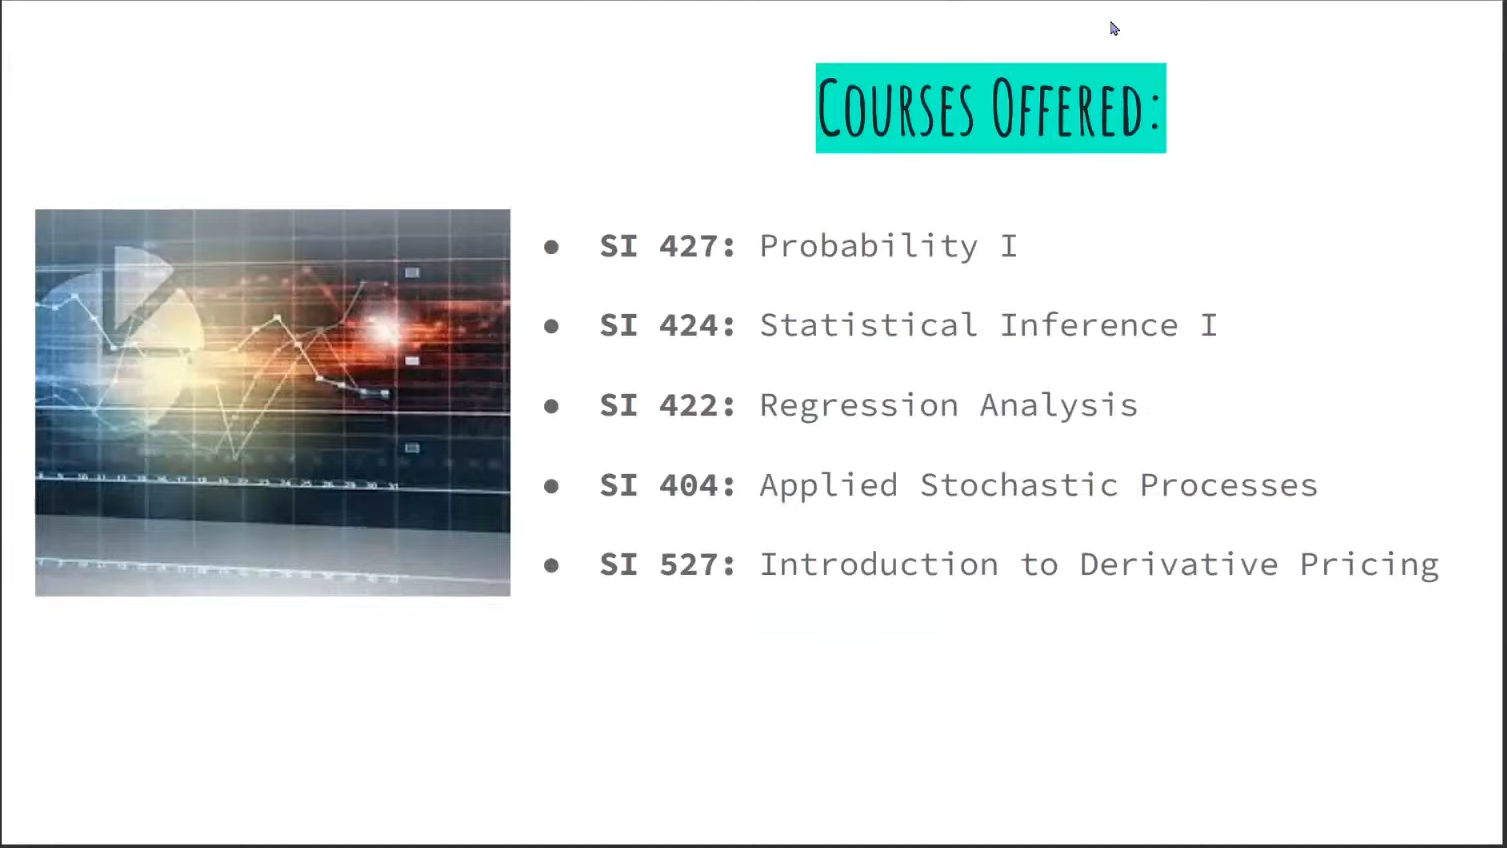 Courses Offered:
● SI 427: Probability I
● SI 424: Statistical Inference I
● SI 422: Regression Analysis
● SI 404: Applied Stochastic Processes
● SI 527: Introduction to Derivative Pricing